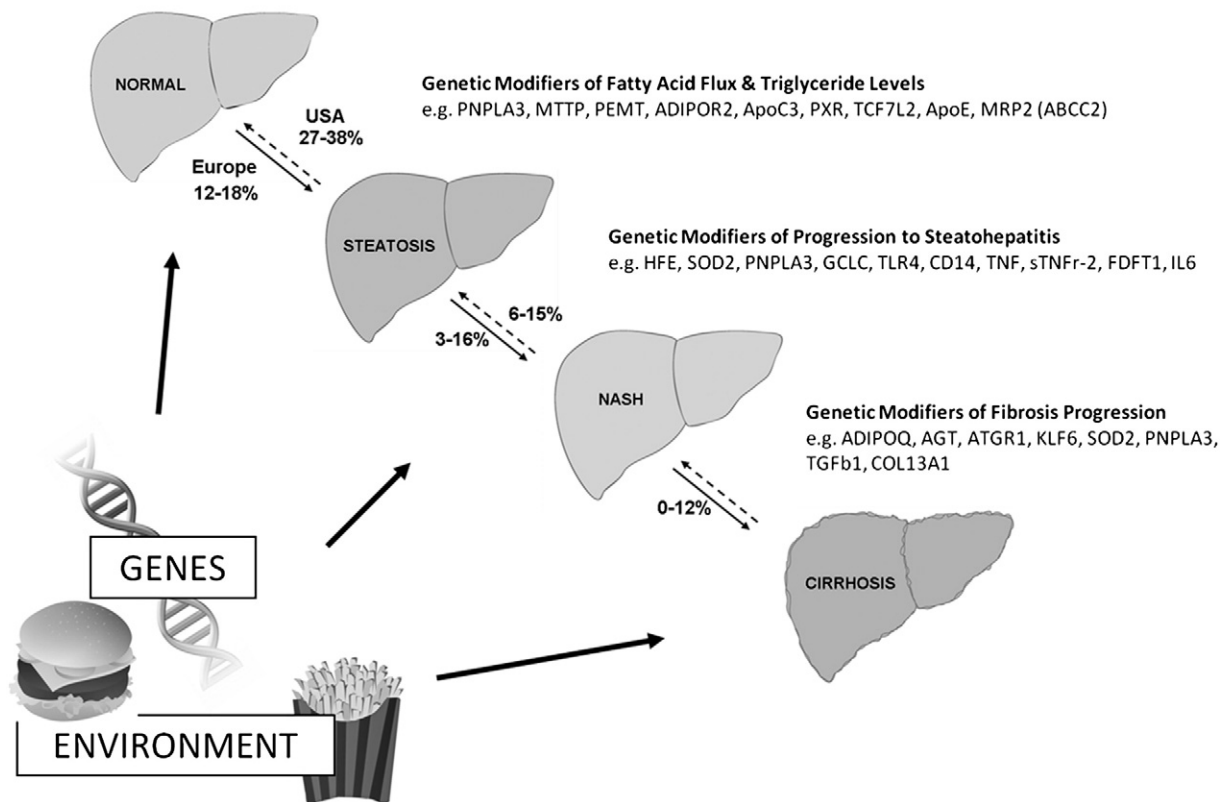 NORMAL
Genetic Modifiers of Fatty Acid Flux & Triglyceride Levels
e.g. PNPLA3, MTTP, PEMT, ADIPOR2, ApoC3, PXR, TCF7L2, ApoE, MRP2 (ABCC2)
USA
27-38%
Europe
12-18%
STEATOSIS
Genetic Modifiers of Progression to Steatohepatitis
e.g. HFE, SOD2, PNPLA3, GCLC, TLR4, CD14, TNF, sTNFr-2, FDFT1, IL6
6-15%
3-16%
NASH
Genetic Modifiers of Fibrosis Progression
e.g. ADIPOQ, AGT, ATGR1, KLF6, SOD2, PNPLA3,
TGFb1, COL13A1
0-12%
CIRRHOSIS
GENES
ENVIRONMENT